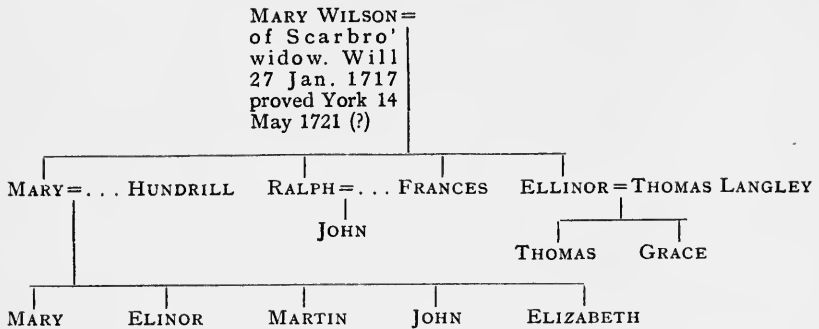 MARY WILSON=
of Scarbro'
widow. Will
27 Jan. 1717
proved York 14
May 1721 (?)
MARY=... HUNDRILL RALPH=... FRANCES ELLINOR=THOMAS LANGLEY
JOHN
THOMAS GRACE
MARY ELINOR MARTIN JOHN ELIZABETH